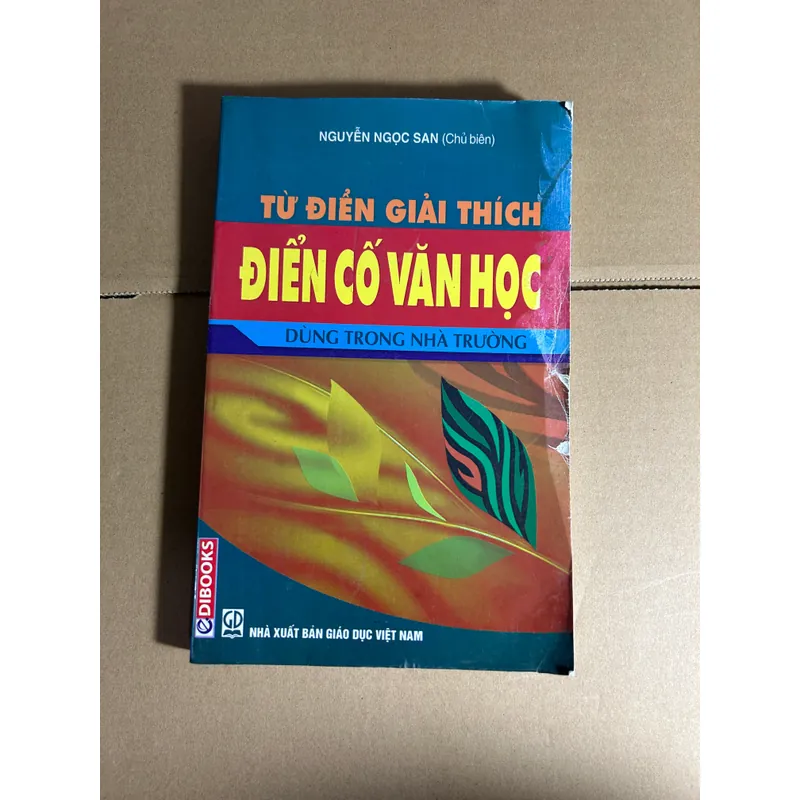 NGUYỄN NGỌC SAN (Chủ biên)
TỪ ĐIỂN GIẢI THÍCH
ĐIỂN CỐ VĂN HỌC
DÙNG TRONG NHÀ TRƯỜNG
EDIBOOKS
NHÀ XUẤT BẢN GIÁO DỤC VIỆT NAM